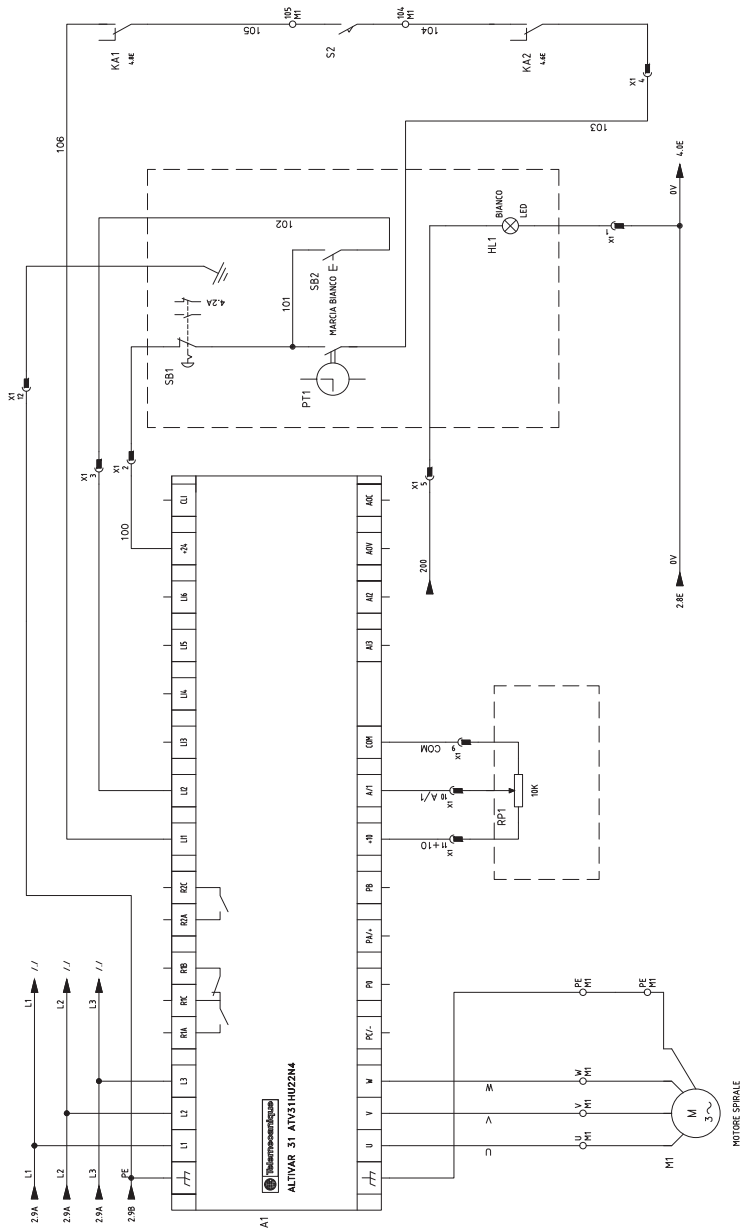 105
M1
104
M1
KA1
4.8E
105
S2
104
KA2
4.6E
X1
4
106
103
102
0V
4.0E
BIANCO
LED
HL1
X1
1
101
SB2
MARCIA BIANCO
4.2A
SB1
PT1
X1
12
X1
3
X1
2
100
X1
5
200
0V
2.8E
CLI
+24
LI6
LI5
LI4
LI3
LI2
LI1
R2C
R2A
R1B
R1C
R1A
L3
L2
L1
AOC
AOV
AI2
AI3
COM
A/1
+10
PB
PA/+
PO
PC/-
W
V
U
Telemecanique
ALTIVAR 31 ATV31HU22N4
A1
COM
9
X1
A/1
10
X1
+10
11
X1
RP1
10K
L1
L2
L3
L1
L2
L3
PE
2.9A
2.9A
2.9A
2.9B
W
V
U
PE
M1
PE
M1
W
M1
V
M1
U
M1
M
3~
M1
MOTORE SPIRALE